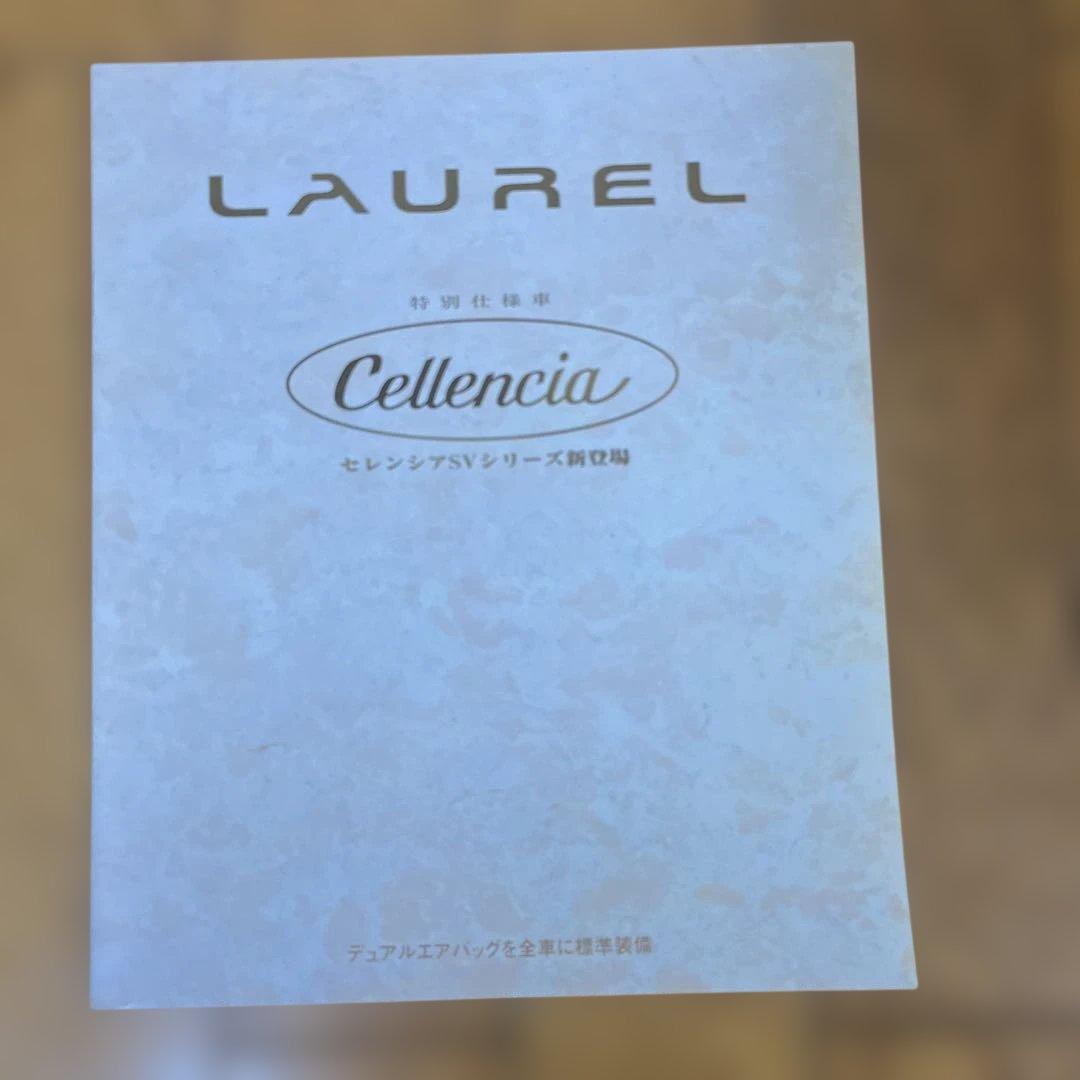 LAUREL
特別仕様車
Cellencia
セレンシアSVシリーズ新登場
デュアルエアバッグを全車に標準装備